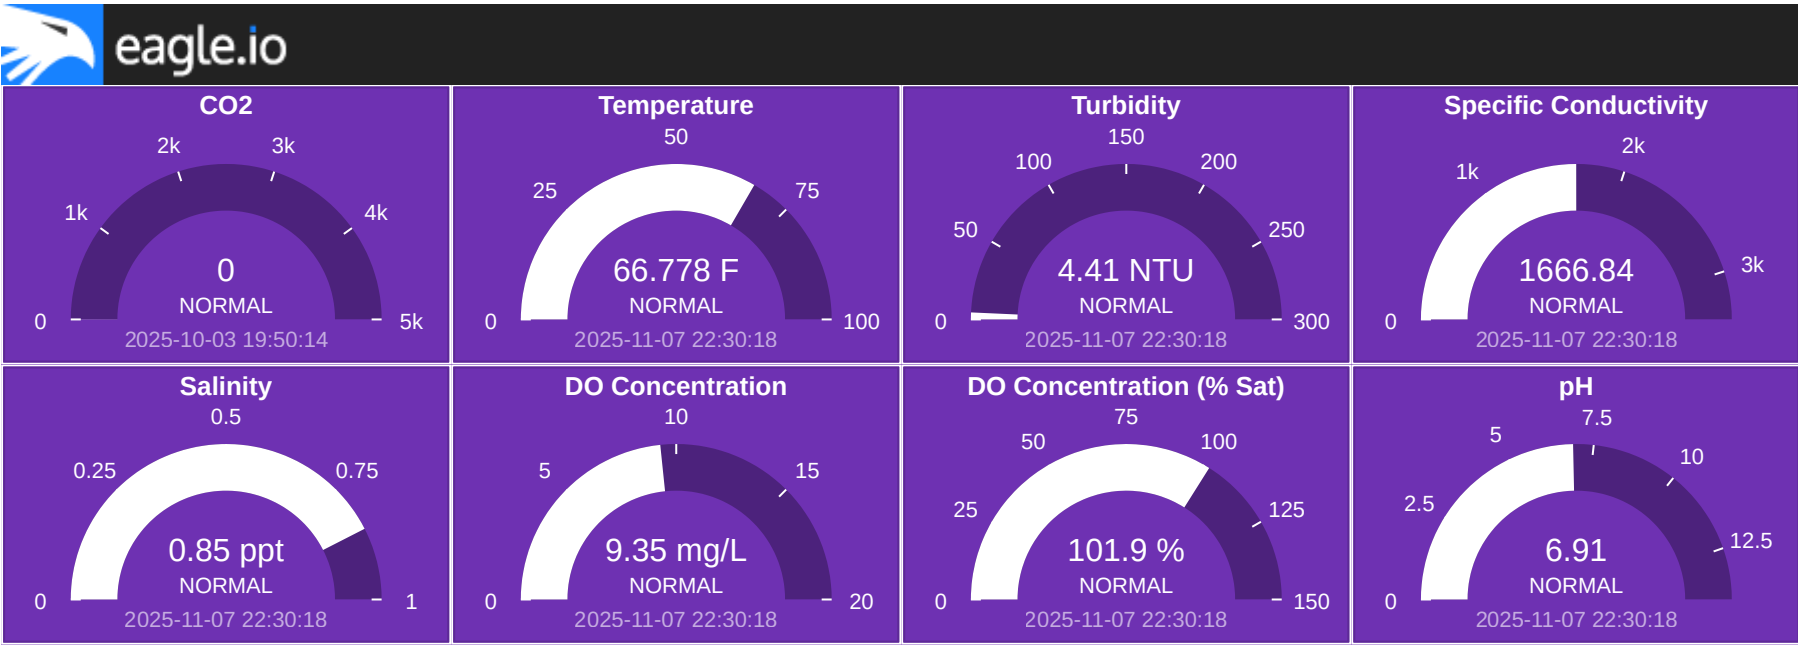 eagle.io
CO2
2k
3k
1k
4k
0
NORMAL
0
5k
2025-10-03 19:50:14
Temperature
50
25
75
66.778 F
NORMAL
0
100
2025-11-07 22:30:18
Turbidity
150
100
200
50
250
4.41 NTU
NORMAL
0
300
2025-11-07 22:30:18
Specific Conductivity
2k
1k
3k
1666.84
NORMAL
0
2025-11-07 22:30:18
Salinity
0.5
0.25
0.75
0.85 ppt
NORMAL
0
1
2025-11-07 22:30:18
DO Concentration
10
5
15
9.35 mg/L
NORMAL
0
20
2025-11-07 22:30:18
DO Concentration (% Sat)
75
50
100
25
125
101.9 %
NORMAL
0
150
2025-11-07 22:30:18
pH
7.5
5
10
2.5
12.5
6.91
NORMAL
0
2025-11-07 22:30:18